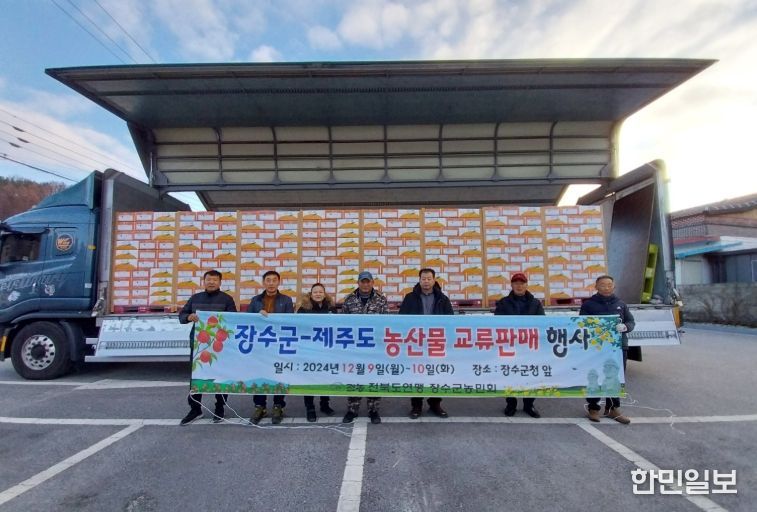 장수군-제주도 농산물 교류판매 행사
일시 : 2024년 12월 9일(월)~10일(화) 장소 : 장수군청 앞
전북도연맹 장수군농민회
한민일보